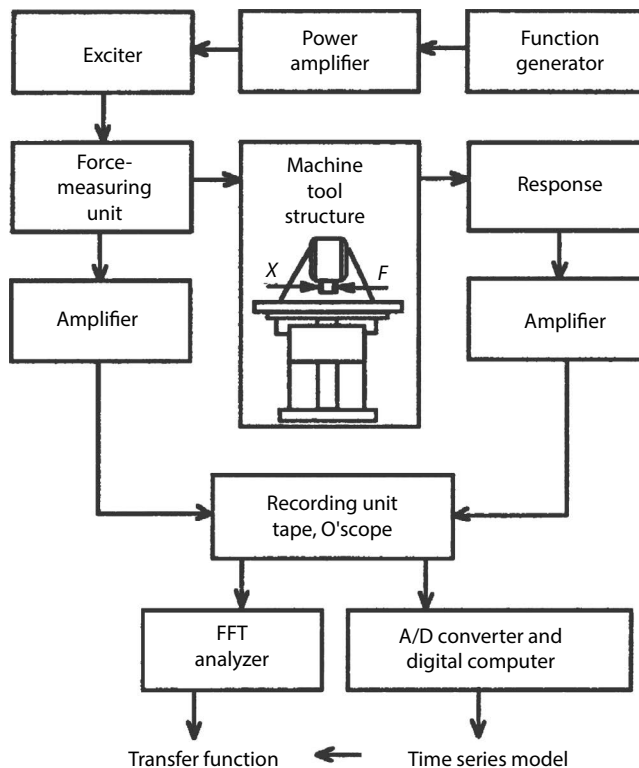 Exciter
Power
amplifier
Function
generator
Force-
measuring
unit
Machine
tool
structure
Response
X
F
Amplifier
Amplifier
Recording unit
tape, O'scope
FFT
analyzer
A/D converter and
digital computer
Transfer function
Time series model